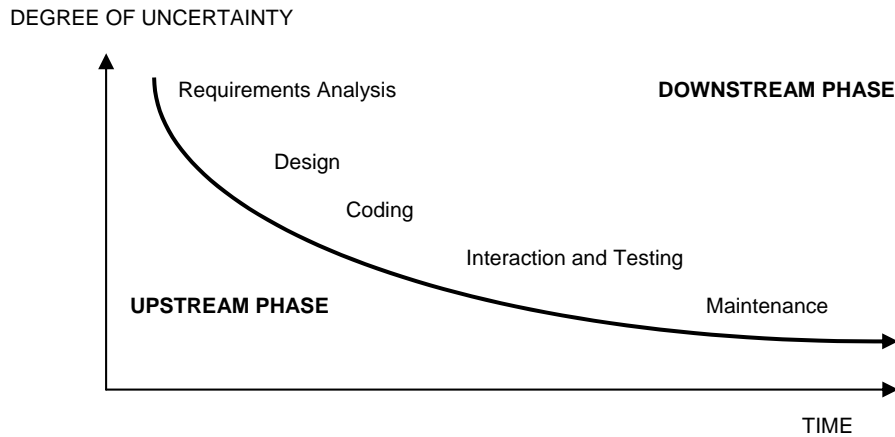 DEGREE OF UNCERTAINTY
Requirements Analysis
DOWNSTREAM PHASE
Design
Coding
Interaction and Testing
UPSTREAM PHASE
Maintenance
TIME